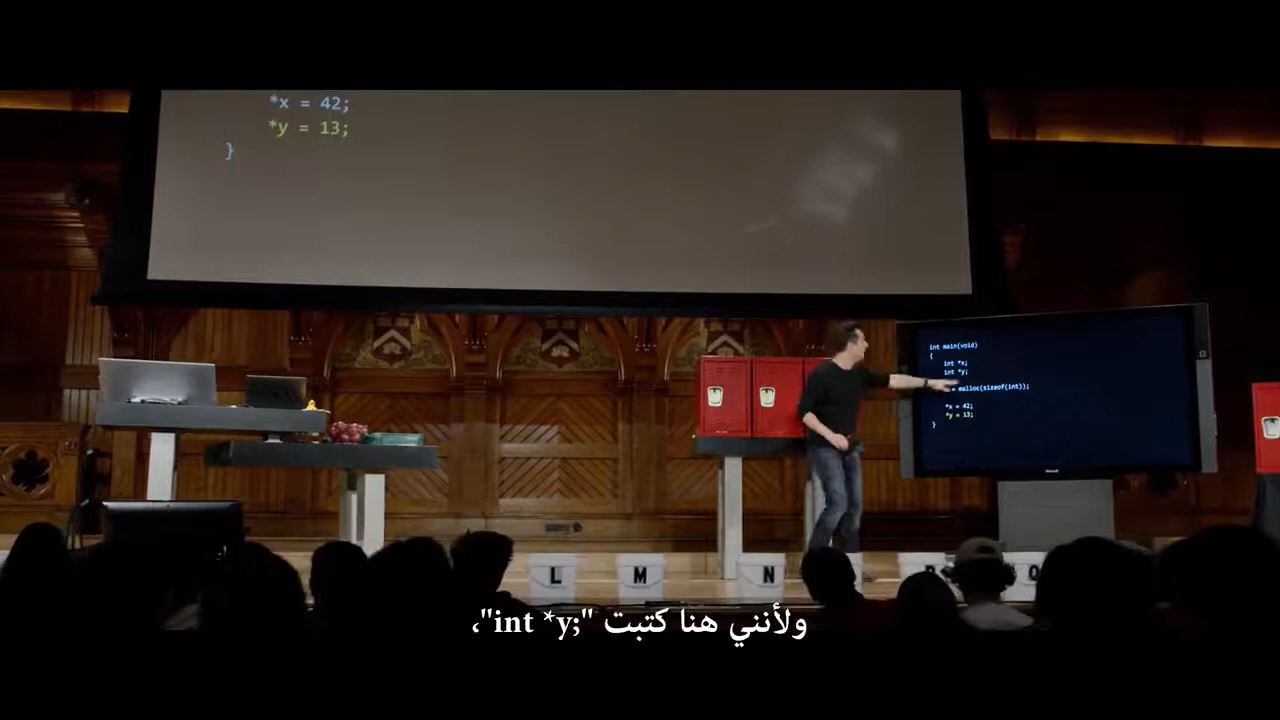 *x = 42;
*y = 13;
}
int main(void)
{
int *x;
int *y;
= malloc(sizeof(int));
*x = 42;
*y = 13;
}
L
M
N
ولأنني هنا كتبت "int *y;"،